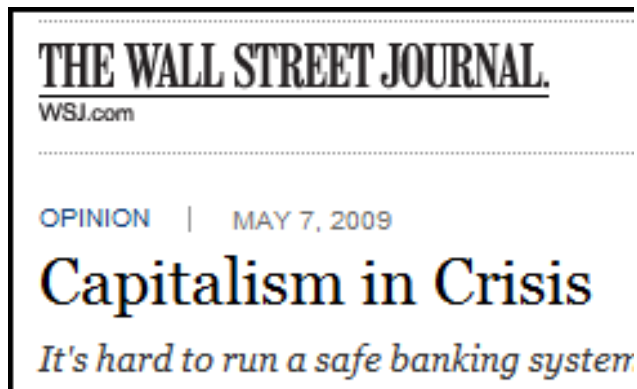 THE WALL STREET JOURNAL.
WSJ.com
OPINION | MAY 7, 2009
Capitalism in Crisis
It's hard to run a safe banking system